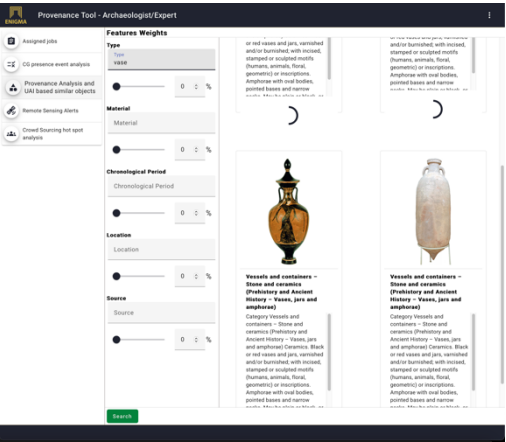 ENIGMA
Provenance Tool - Archaeologist/Expert
Assigned jobs
CG presence event analysis
Provenance Analysis and
UAI based similar objects
Remote Sensing Alerts
Crowd Sourcing hot spot
analysis
Features Weights
Type
Type
vase
0 %
Material
Material
0 %
Chronological Period
Chronological Period
0 %
Location
Location
0 %
Source
Source
0 %
Search
or red vases and jars, varnished
and/or burnished; with incised,
stamped or sculpted motifs
(humans, animals, floral,
geometric) or inscriptions.
Amphorae with oval bodies,
pointed bases and narrow
or red vases and jars, varnished
and/or burnished; with incised,
stamped or sculpted motifs
(humans, animals, floral,
geometric) or inscriptions.
Amphorae with oval bodies,
pointed bases and narrow
Vessels and containers –
Stone and ceramics
(Prehistory and Ancient
History – Vases, jars and
amphorae)
Category Vessels and
containers – Stone and
ceramics (Prehistory and
Ancient History – Vases, jars
and amphorae) Ceramics. Black
or red vases and jars, varnished
and/or burnished; with incised,
stamped or sculpted motifs
(humans, animals, floral,
geometric) or inscriptions.
Amphorae with oval bodies,
pointed bases and narrow
Vessels and containers –
Stone and ceramics
(Prehistory and Ancient
History – Vases, jars and
amphorae)
Category Vessels and
containers – Stone and
ceramics (Prehistory and
Ancient History – Vases, jars
and amphorae) Ceramics. Black
or red vases and jars, varnished
and/or burnished; with incised,
stamped or sculpted motifs
(humans, animals, floral,
geometric) or inscriptions.
Amphorae with oval bodies,
pointed bases and narrow